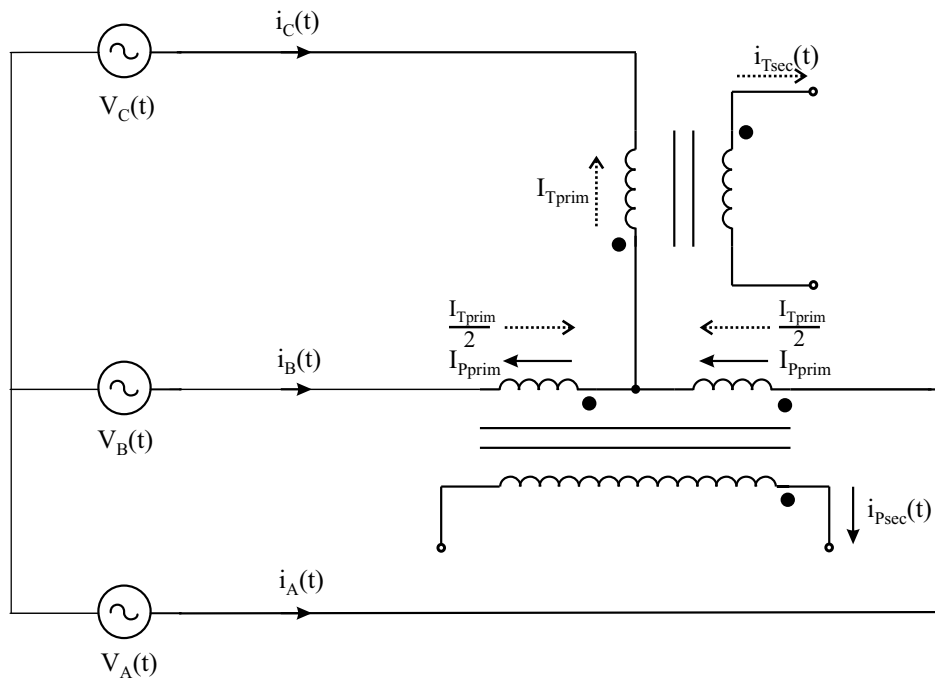 i_C(t)
V_C(t)
i_Tsec(t)
I_Tprim
I_Tprim
2
I_Tprim
2
I_Pprim
I_Pprim
i_B(t)
V_B(t)
i_Psec(t)
i_A(t)
V_A(t)